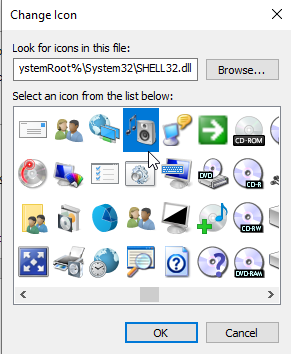 Change Icon
Look for icons in this file:
ystemRoot%\System32\SHELL32.dll
Browse...
Select an icon from the list below:
CD-ROM
DVD
CD-R
CD-RW
DVD-RAM
OK
Cancel